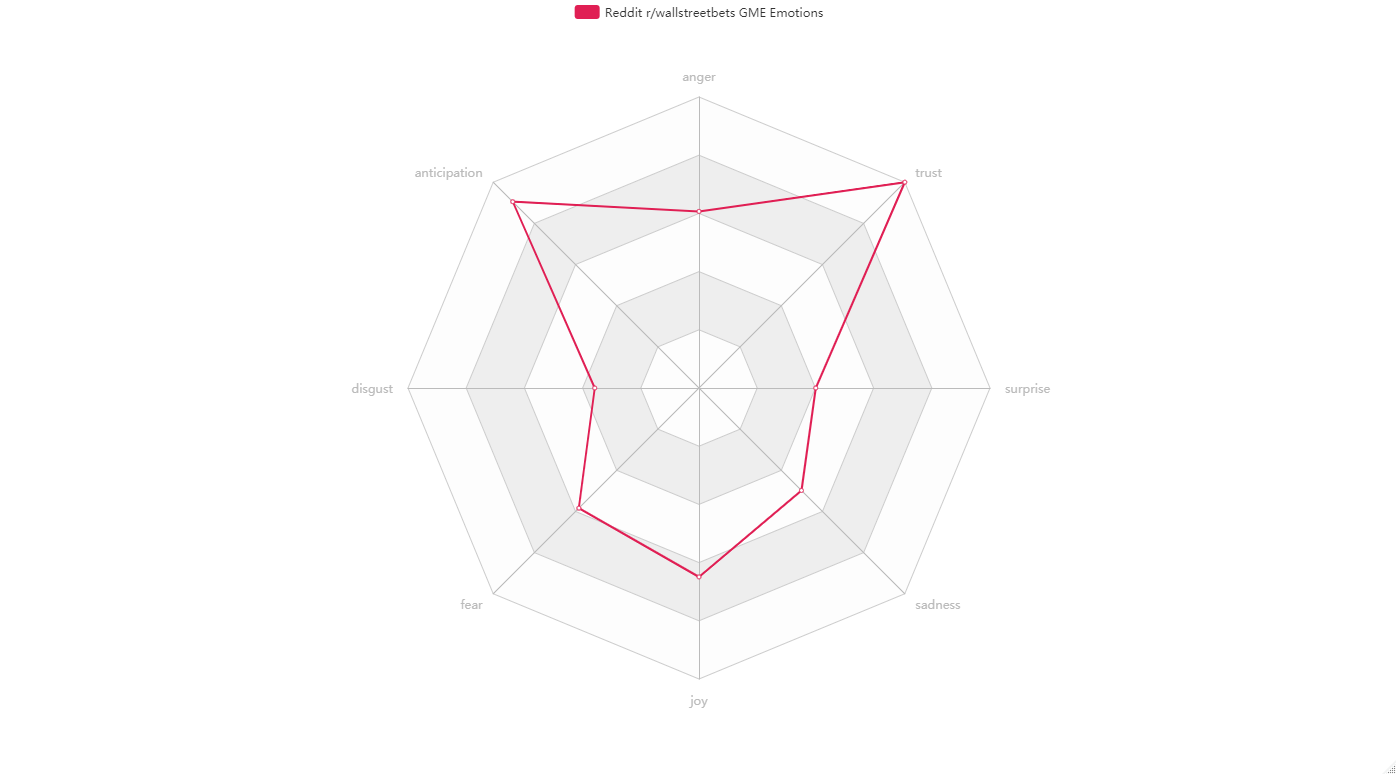 Reddit r/wallstreetbets GME Emotions
anger
anticipation
trust
disgust
surprise
fear
sadness
joy